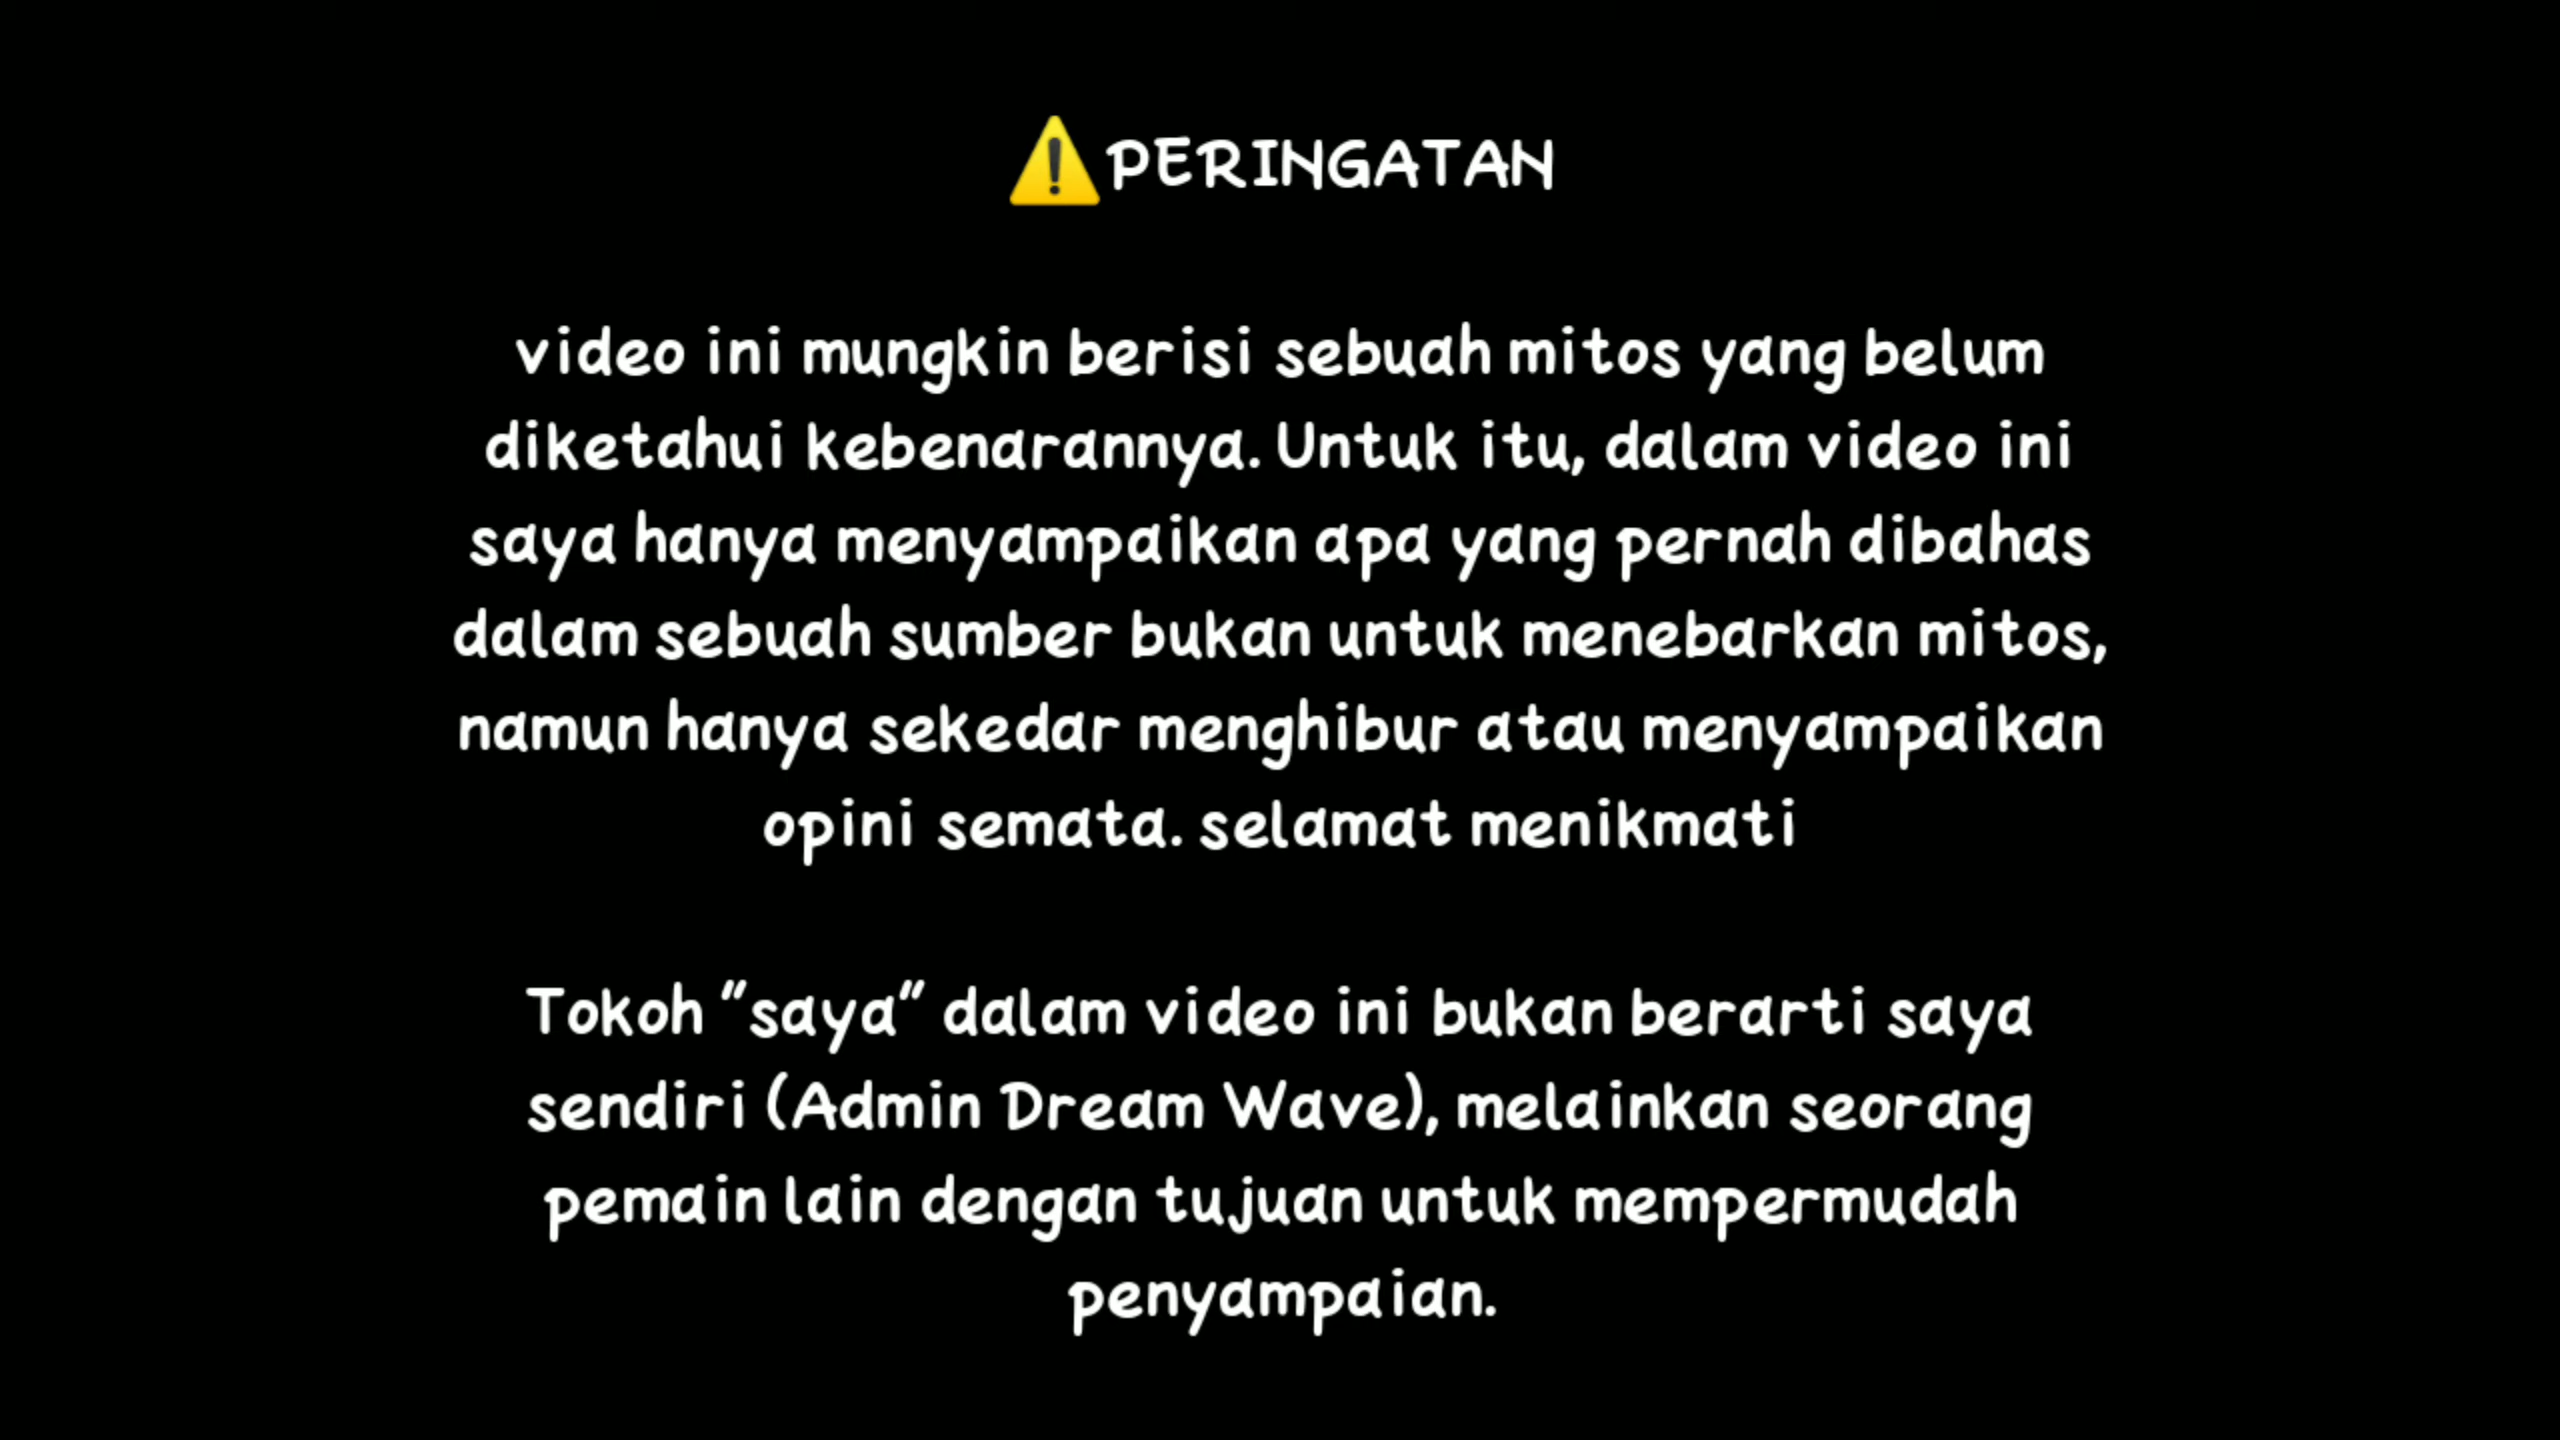 ⚠️PERINGATAN
video ini mungkin berisi sebuah mitos yang belum
diketahui kebenarannya. Untuk itu, dalam video ini
saya hanya menyampaikan apa yang pernah dibahas
dalam sebuah sumber bukan untuk menebarkan mitos,
namun hanya sekedar menghibur atau menyampaikan
opini semata. selamat menikmati
Tokoh "saya" dalam video ini bukan berarti saya
sendiri (Admin Dream Wave), melainkan seorang
pemain lain dengan tujuan untuk mempermudah
penyampaian.